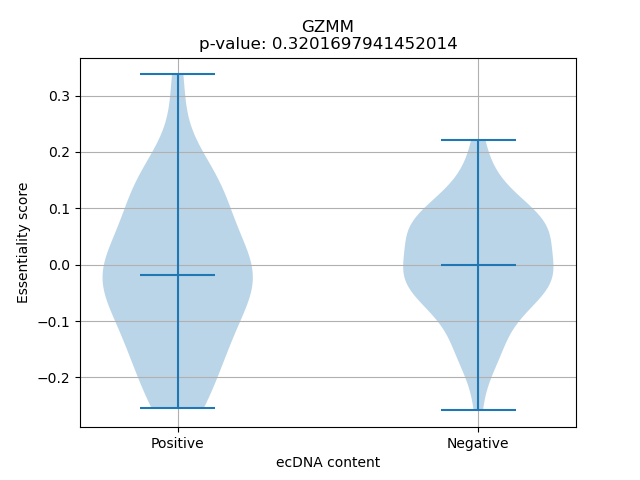 GZMM
p-value: 0.3201697941452014
Essentiality score
0.3
0.2
0.1
0.0
−0.1
−0.2
Positive
Negative
ecDNA content